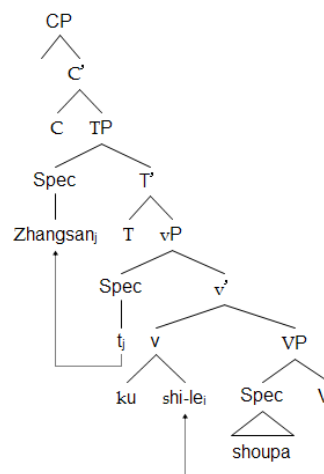 CP
C'
C TP
Spec T'
Zhangsanj T vP
Spec v'
tj v VP
ku shi-lei Spec
shoupa